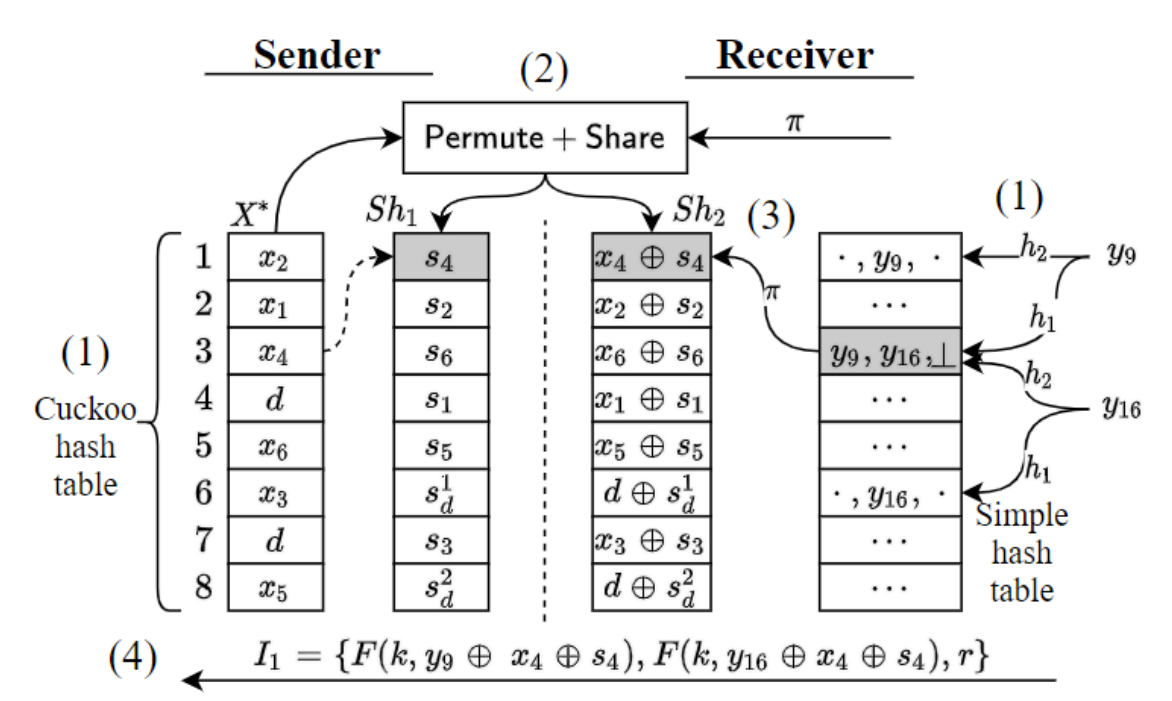 Sender
Receiver
(2)
Permute + Share
π
X*
Sh₁
Sh₂
(3)
(1)
1 x₂ s₄ x₄ ⊕ s₄ · , y₉, · h₂ y₉
2 x₁ s₂ x₂ ⊕ s₂ ···
h₁
π
(1)
3 x₄ s₆ x₆ ⊕ s₆ y₉, y₁₆,⊥
h₂
4 d s₁ x₁ ⊕ s₁ ··· y₁₆
Cuckoo
hash
table
5 x₆ s₅ x₅ ⊕ s₅ ···
h₁
6 x₃ s_d^1 d ⊕ s_d^1 · , y₁₆, ·
Simple
hash
table
7 d s₃ x₃ ⊕ s₃ ···
8 x₅ s_d^2 d ⊕ s_d^2 ···
(4) I₁ = {F(k, y₉ ⊕ x₄ ⊕ s₄), F(k, y₁₆ ⊕ x₄ ⊕ s₄), r}